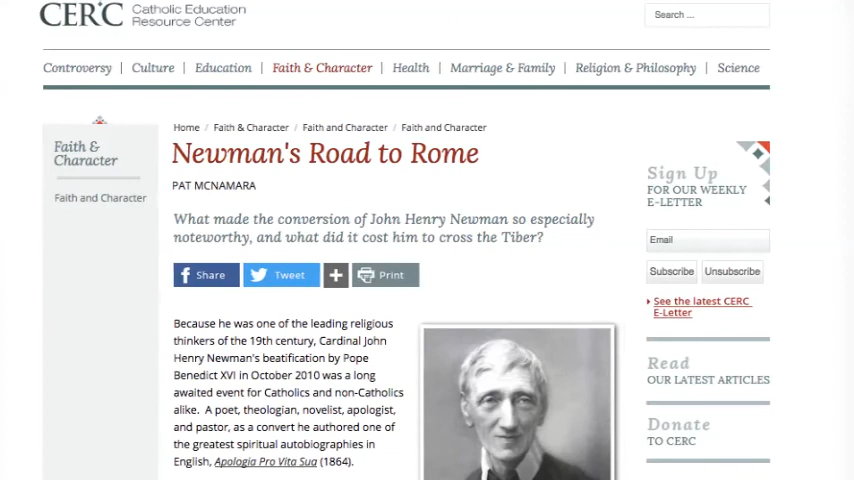 CERC Catholic Education
Resource Center
Search ...
Controversy | Culture | Education | Faith & Character | Health | Marriage & Family | Religion & Philosophy | Science
Faith &
Character
Faith and Character
Home / Faith & Character / Faith and Character / Faith and Character
Newman's Road to Rome
PAT MCNAMARA
What made the conversion of John Henry Newman so especially
noteworthy, and what did it cost him to cross the Tiber?
Share Tweet + Print
Because he was one of the leading religious
thinkers of the 19th century, Cardinal John
Henry Newman's beatification by Pope
Benedict XVI in October 2010 was a long
awaited event for Catholics and non-Catholics
alike. A poet, theologian, novelist, apologist,
and pastor, as a convert he authored one of
the greatest spiritual autobiographies in
English, Apologia Pro Vita Sua (1864).
Sign Up
FOR OUR WEEKLY
E-LETTER
Email
Subscribe Unsubscribe
See the latest CERC
E-Letter
Read
OUR LATEST ARTICLES
Donate
TO CERC